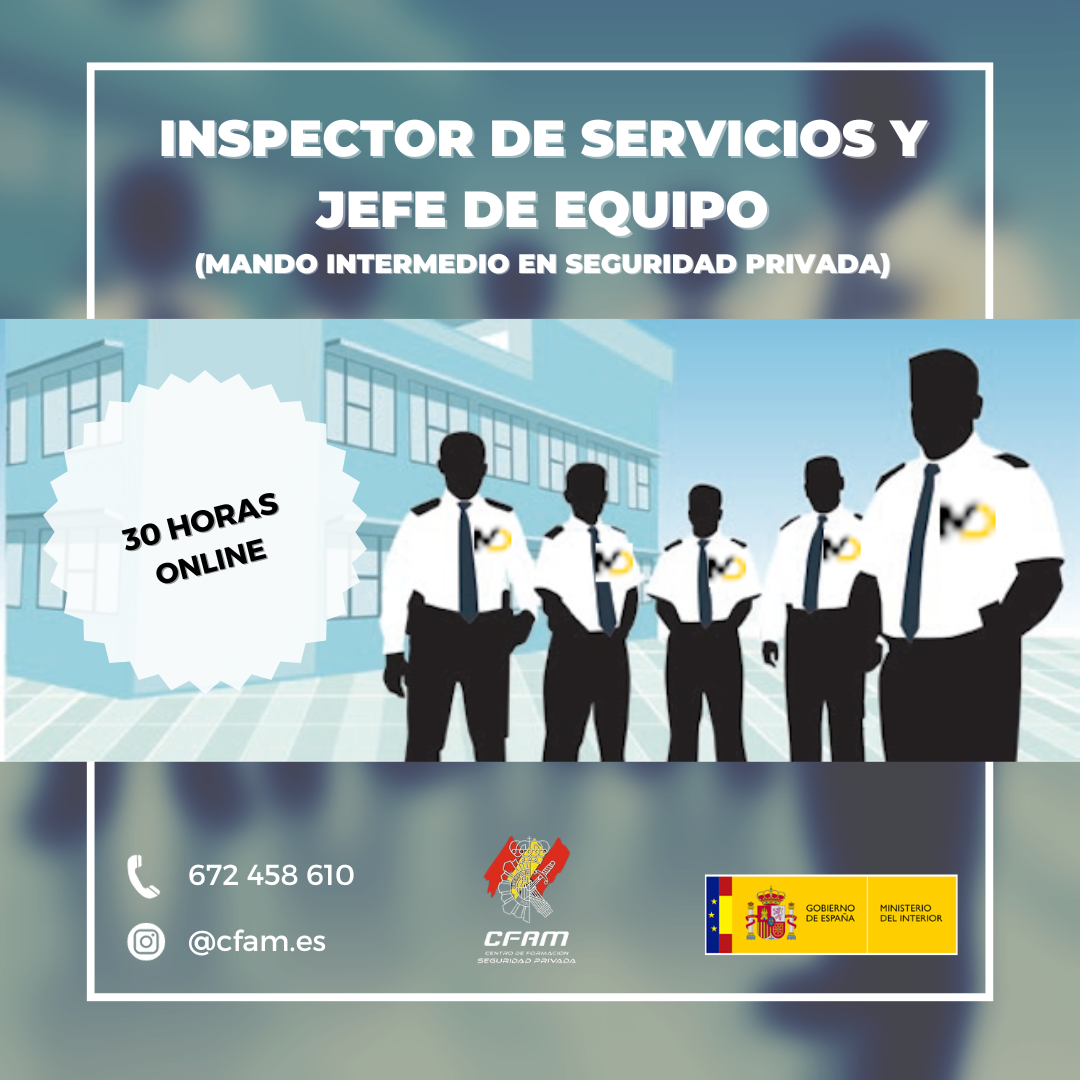 INSPECTOR DE SERVICIOS Y
JEFE DE EQUIPO
(MANDO INTERMEDIO EN SEGURIDAD PRIVADA)
30 HORAS
ONLINE
672 458 610
@cfam.es
CFAM
CENTRO DE FORMACIÓN
SEGURIDAD PRIVADA
GOBIERNO
DE ESPAÑA
MINISTERIO
DEL INTERIOR